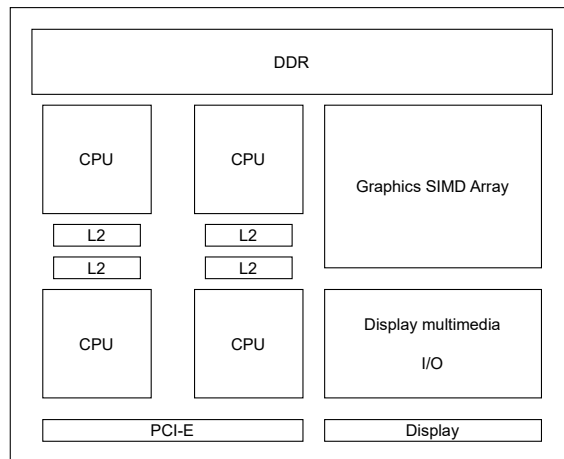 DDR
CPU
CPU
Graphics SIMD Array
L2
L2
L2
L2
CPU
CPU
Display multimedia
I/O
PCI-E
Display